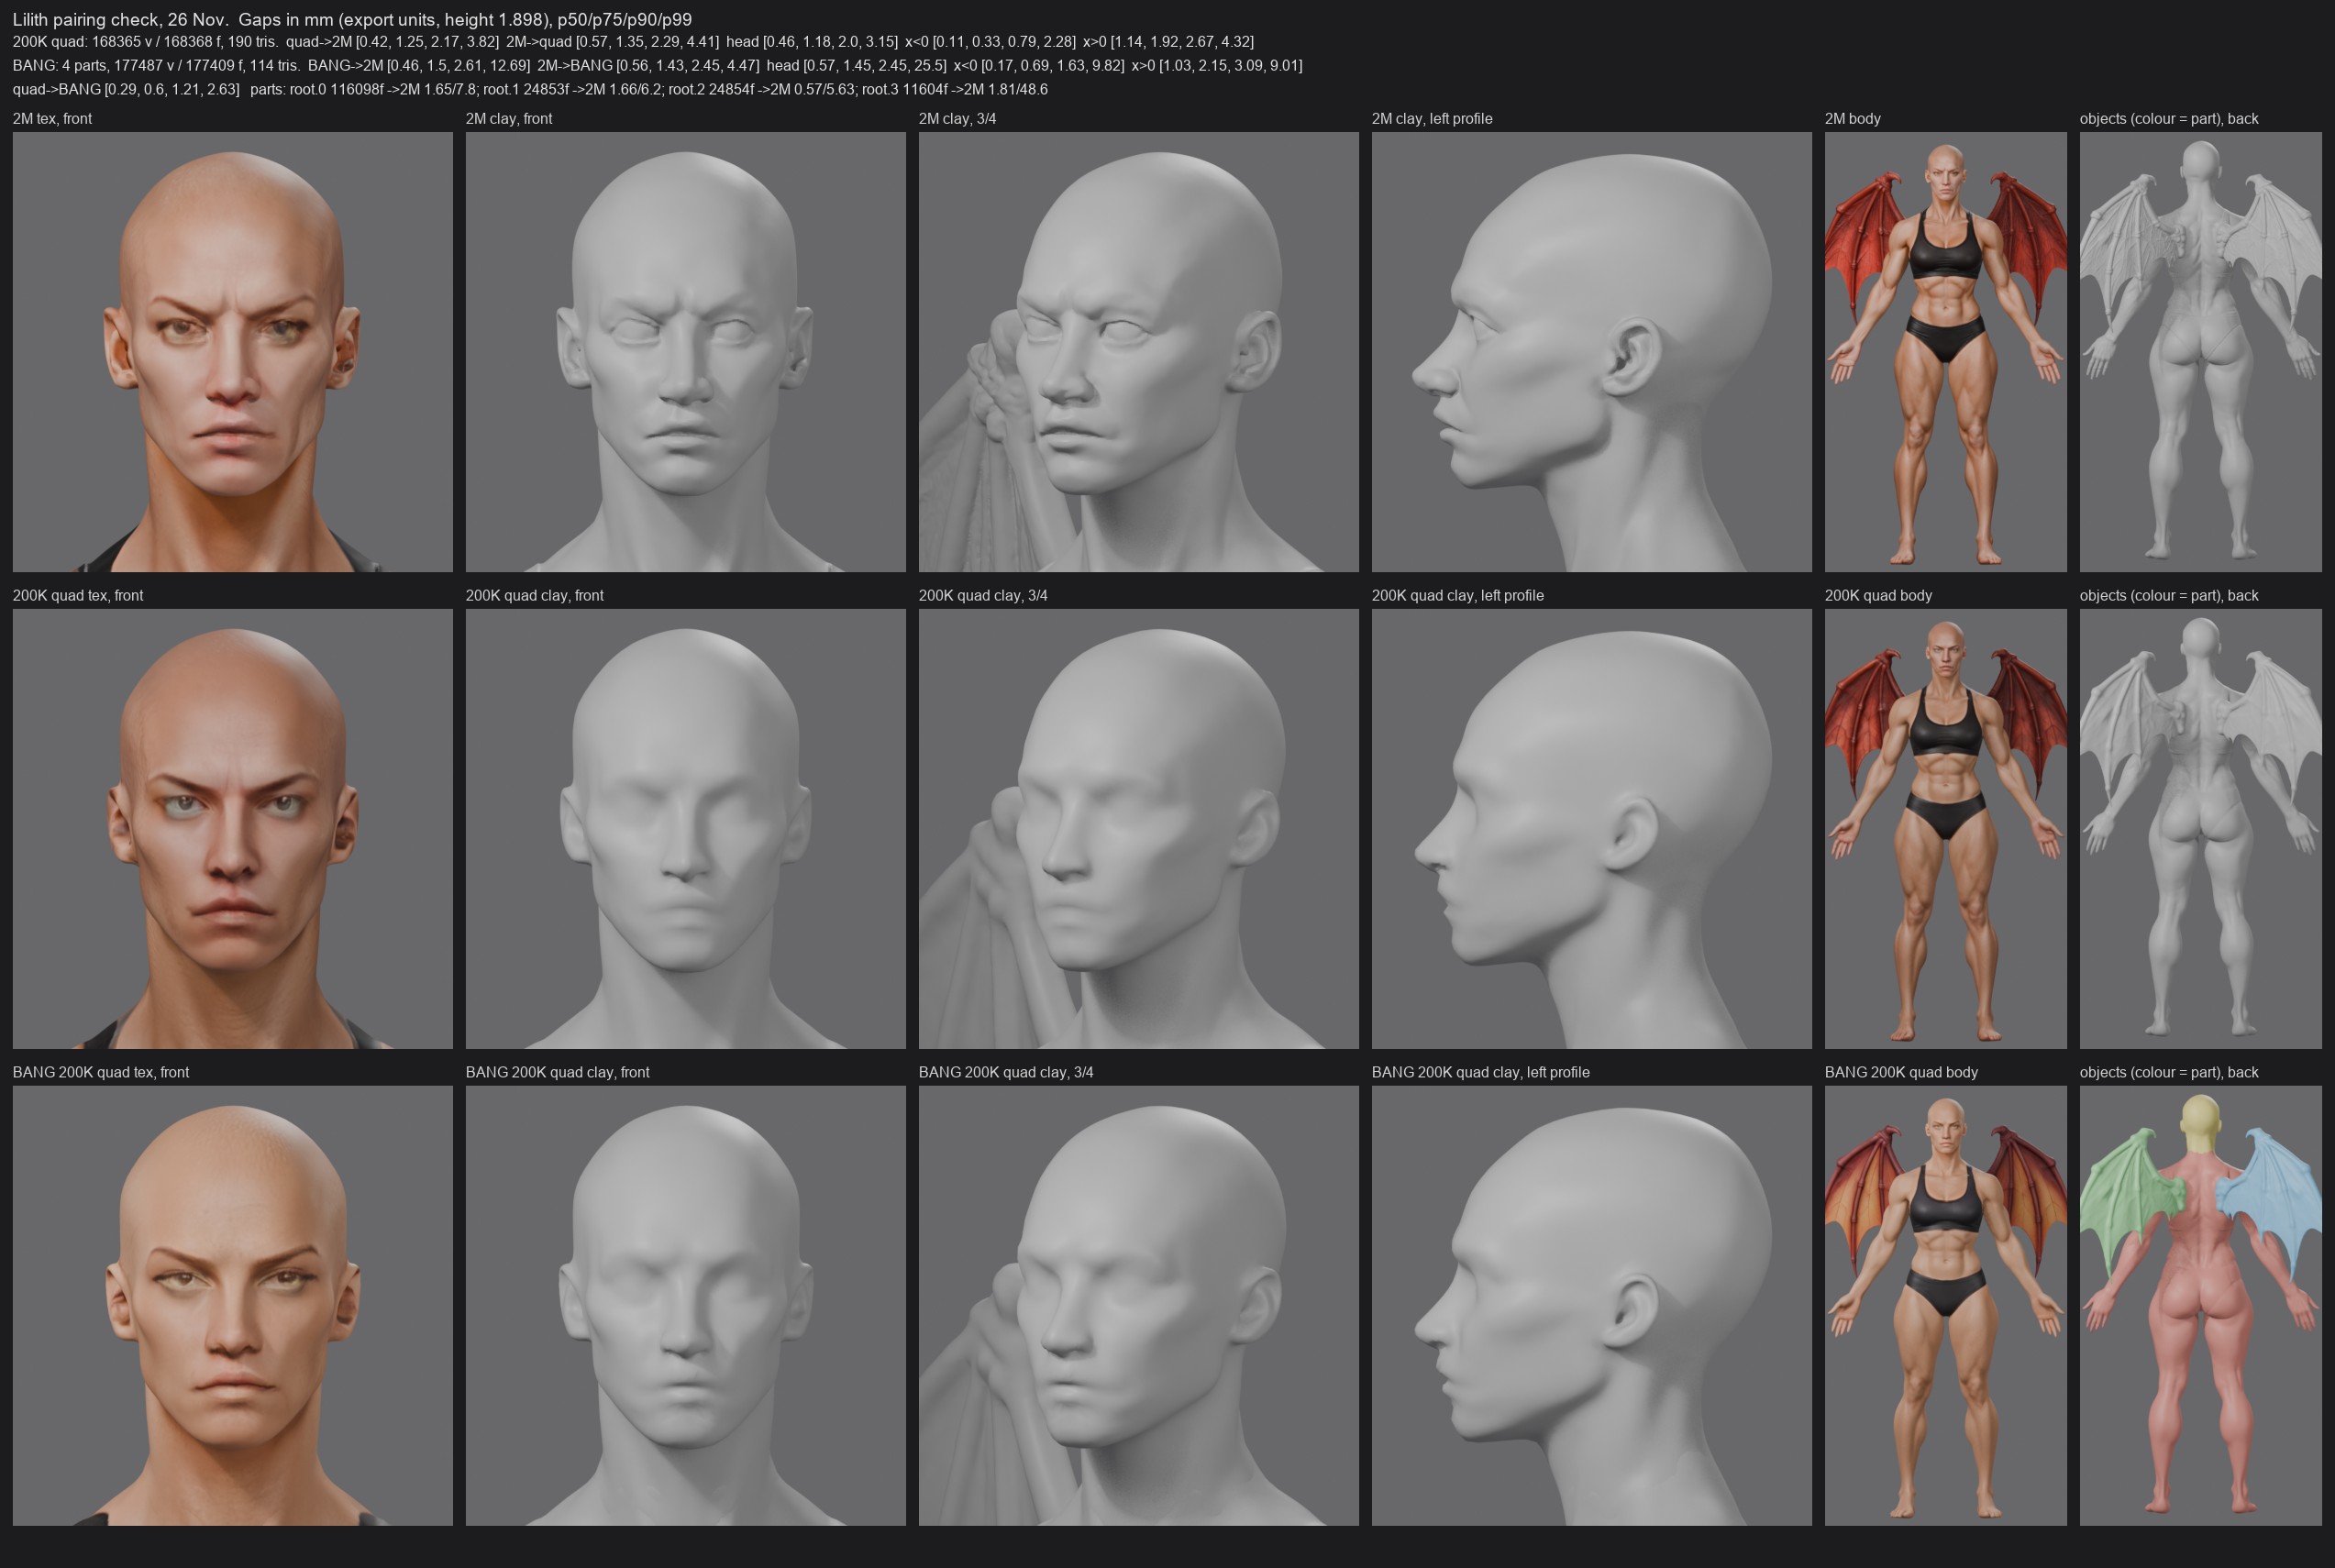 Lilith pairing check, 26 Nov.  Gaps in mm (export units, height 1.898), p50/p75/p90/p99
200K quad: 168365 v / 168368 f, 190 tris.  quad->2M [0.42, 1.25, 2.17, 3.82]  2M->quad [0.57, 1.35, 2.29, 4.41]  head [0.46, 1.18, 2.0, 3.15]  x<0 [0.11, 0.33, 0.79, 2.28]  x>0 [1.14, 1.92, 2.67, 4.32]
BANG: 4 parts, 177487 v / 177409 f, 114 tris.  BANG->2M [0.46, 1.5, 2.61, 12.69]  2M->BANG [0.56, 1.43, 2.45, 4.47]  head [0.57, 1.45, 2.45, 25.5]  x<0 [0.17, 0.69, 1.63, 9.82]  x>0 [1.03, 2.15, 3.09, 9.01]
quad->BANG [0.29, 0.6, 1.21, 2.63]   parts: root.0 116098f ->2M 1.65/7.8; root.1 24853f ->2M 1.66/6.2; root.2 24854f ->2M 0.57/5.63; root.3 11604f ->2M 1.81/48.6
2M tex, front
2M clay, front
2M clay, 3/4
2M clay, left profile
2M body
objects (colour = part), back
200K quad tex, front
200K quad clay, front
200K quad clay, 3/4
200K quad clay, left profile
200K quad body
objects (colour = part), back
BANG 200K quad tex, front
BANG 200K quad clay, front
BANG 200K quad clay, 3/4
BANG 200K quad clay, left profile
BANG 200K quad body
objects (colour = part), back